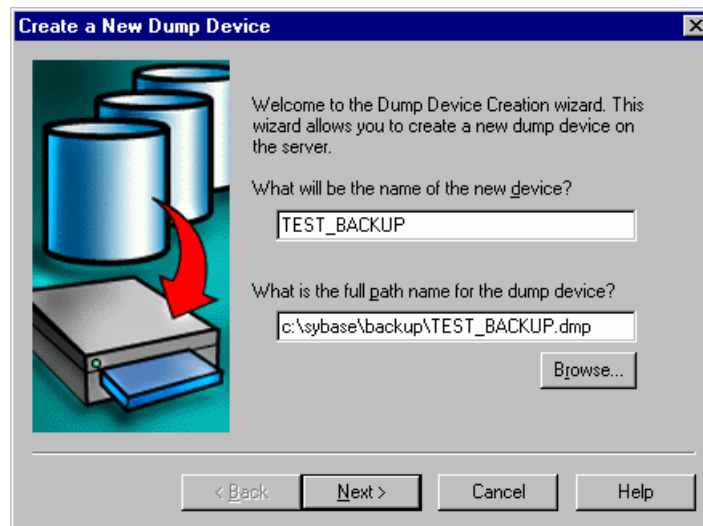 Create a New Dump Device
Welcome to the Dump Device Creation wizard. This
wizard allows you to create a new dump device on
the server.
What will be the name of the new device?
TEST_BACKUP
What is the full path name for the dump device?
c:\sybase\backup\TEST_BACKUP.dmp
Browse...
< Back
Next >
Cancel
Help